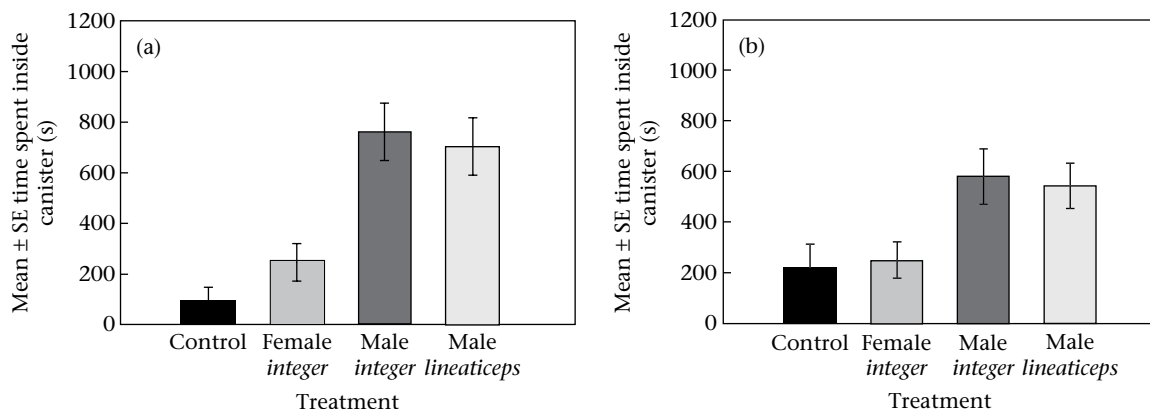 Mean ± SE time spent inside
canister (s)
1200
1000
800
600
400
200
0
(a)
Control
Female
integer
Male
integer
Male
lineaticeps
Treatment
Mean ± SE time spent inside
canister (s)
1200
1000
800
600
400
200
0
(b)
Control
Female
integer
Male
integer
Male
lineaticeps
Treatment